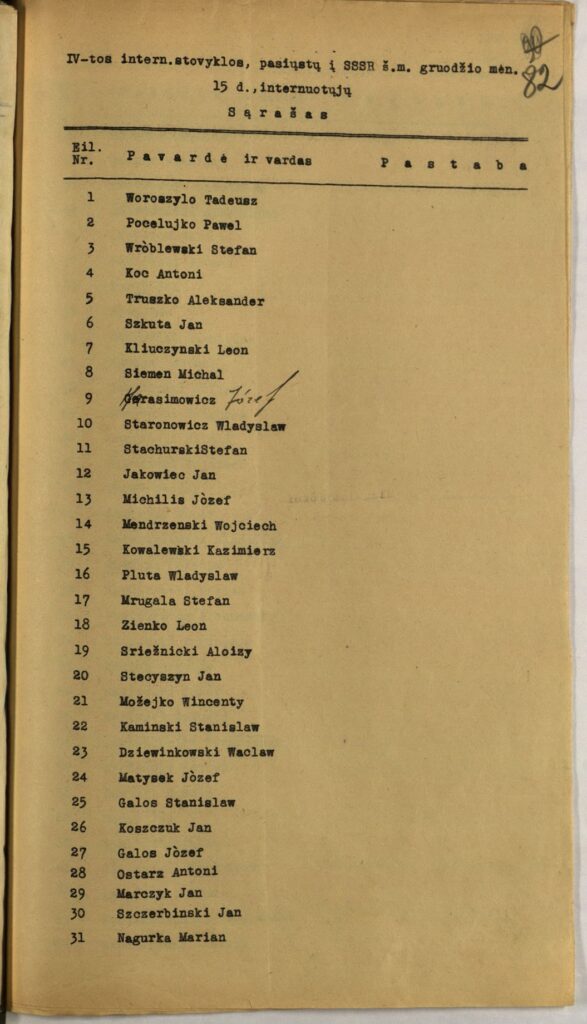 82
IV-tos intern.stovyklos, pasiųstų į SSSR š.m. gruodžio mėn.
15 d.,internuotųjų
Sąrašas
Eil. Nr. Pavardė ir vardas Pastaba
1 Woroszylo Tadeusz
2 Pocelujko Pawel
3 Wròblewski Stefan
4 Koc Antoni
5 Truszko Aleksander
6 Szkuta Jan
7 Kliuczynski Leon
8 Siemen Michal
9 Harasimowicz Józef
10 Staronowicz Wladyslaw
11 StachurskiStefan
12 Jakowiec Jan
13 Michilis Jòzef
14 Mendrzenski Wojciech
15 Kowalewski Kazimierz
16 Pluta Wladyslaw
17 Mrugala Stefan
18 Zienko Leon
19 Sriežnicki Aloizy
20 Stecyszyn Jan
21 Možejko Wincenty
22 Kaminski Stanislaw
23 Dziewinkowski Waclaw
24 Matysek Jòzef
25 Galos Stanislaw
26 Koszczuk Jan
27 Galos Jòzef
28 Ostarz Antoni
29 Marczyk Jan
30 Szczerbinski Jan
31 Nagurka Marian